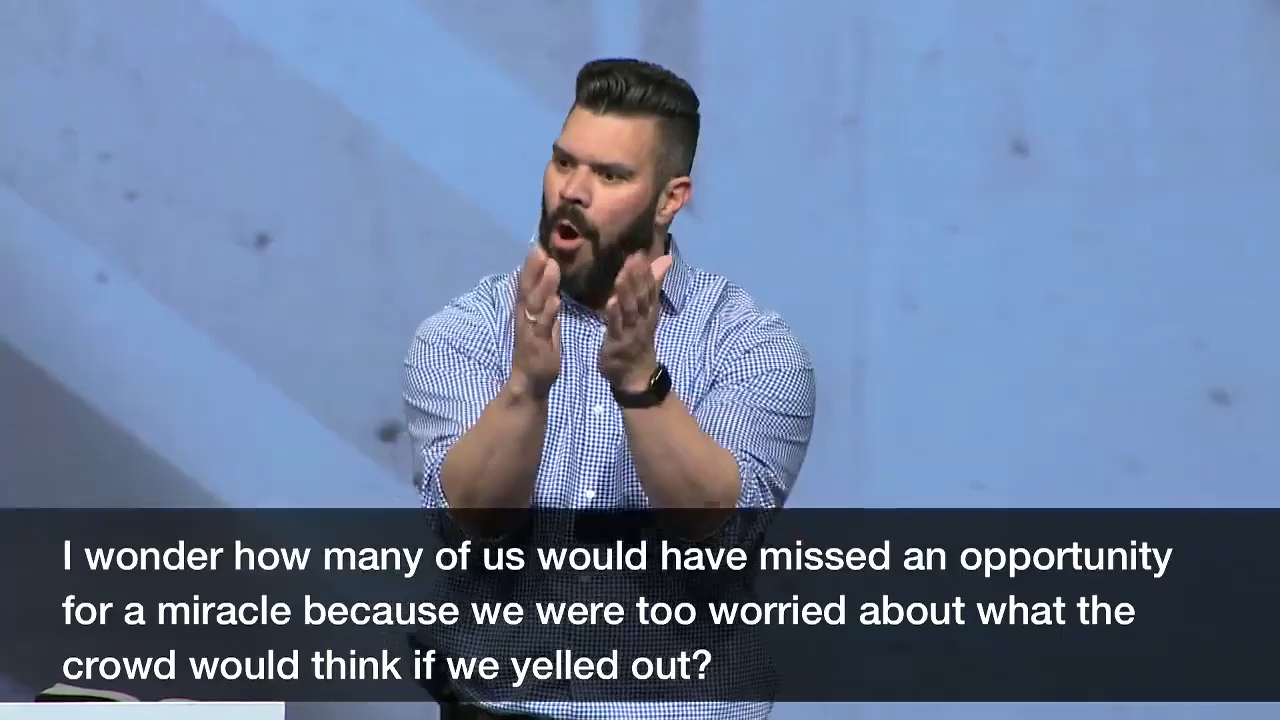 I wonder how many of us would have missed an opportunity
for a miracle because we were too worried about what the
crowd would think if we yelled out?